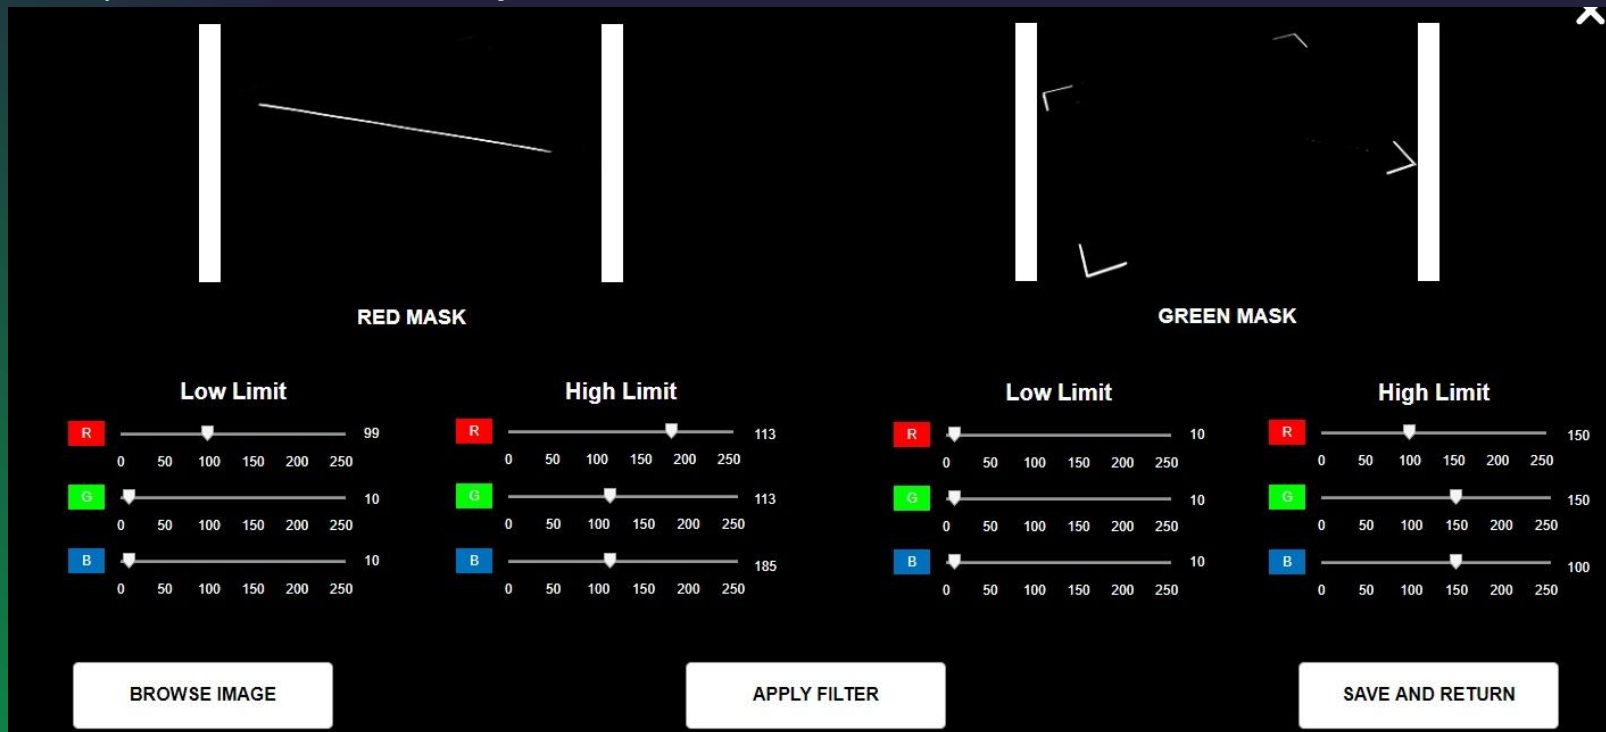 RED MASK
GREEN MASK
Low Limit
High Limit
Low Limit
High Limit
R 99
0 50 100 150 200 250
G 10
0 50 100 150 200 250
B 10
0 50 100 150 200 250
R 113
0 50 100 150 200 250
G 113
0 50 100 150 200 250
B 185
0 50 100 150 200 250
R 10
0 50 100 150 200 250
G 10
0 50 100 150 200 250
B 10
0 50 100 150 200 250
R 150
0 50 100 150 200 250
G 150
0 50 100 150 200 250
B 100
0 50 100 150 200 250
BROWSE IMAGE
APPLY FILTER
SAVE AND RETURN